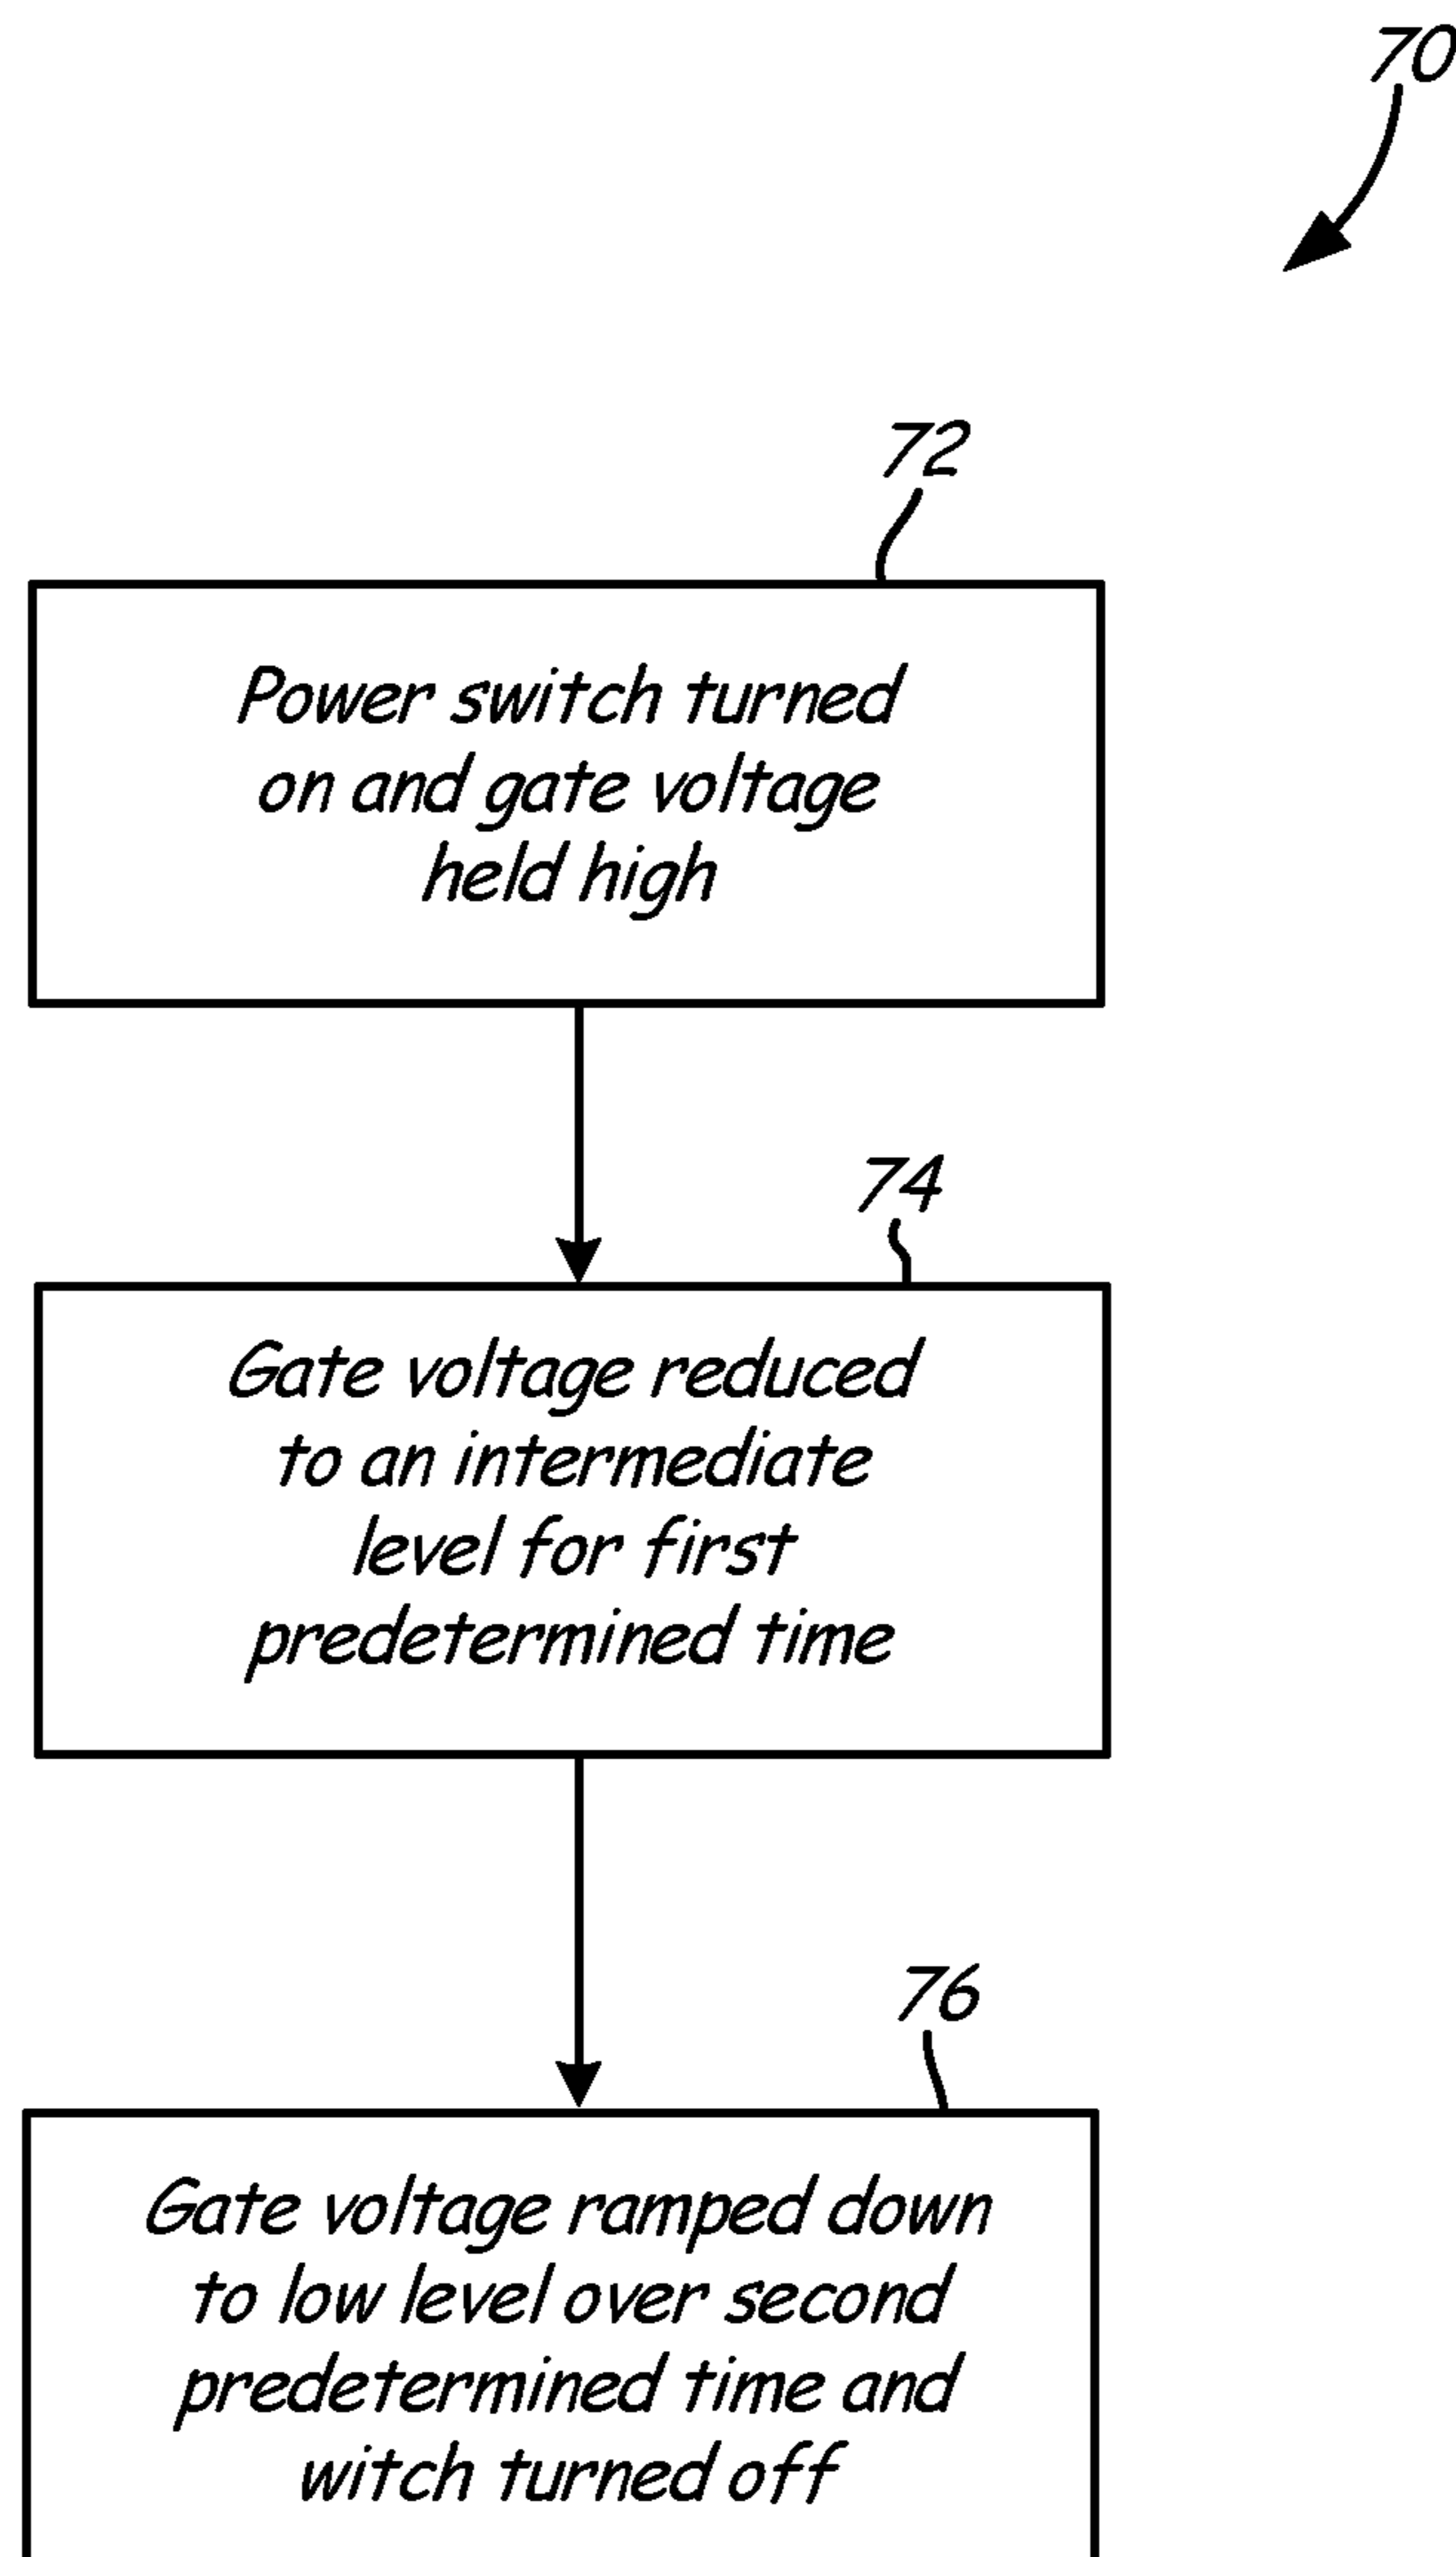 70
72
Power switch turned
on and gate voltage
held high
74
Gate voltage reduced
to an intermediate
level for first
predetermined time
76
Gate voltage ramped down
to low level over second
predetermined time and
witch turned off